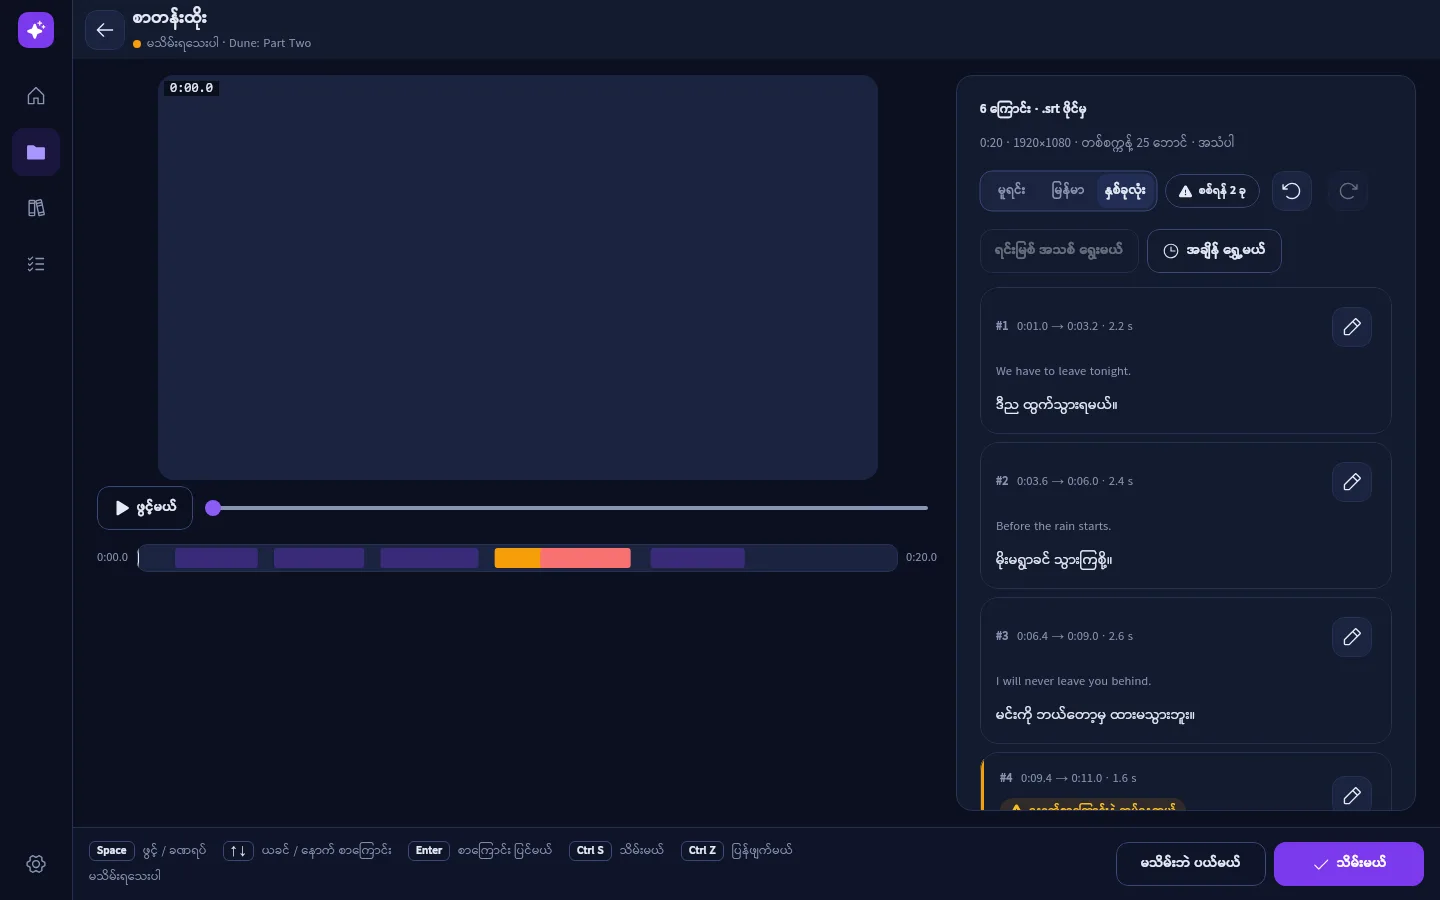 စာတန်းထိုး
မသိမ်းရသေးပါ · Dune: Part Two
0:00.0
ဖွင့်မယ်
0:00.0
0:20.0
6 ကြောင်း · .srt ဖိုင်မှ
0:20 · 1920×1080 · တစ်စက္ကန့် 25 ဘောင် · အသံပါ
မူရင်း မြန်မာ နှစ်ခုလုံး စစ်ရန် 2 ခု
ရင်းမြစ် အသစ် ရွေးမယ် အချိန် ရွှေ့မယ်
#1 0:01.0 → 0:03.2 · 2.2 s
We have to leave tonight.
ဒီည ထွက်သွားရမယ်။
#2 0:03.6 → 0:06.0 · 2.4 s
Before the rain starts.
မိုးမရွာခင် သွားကြစို့။
#3 0:06.4 → 0:09.0 · 2.6 s
I will never leave you behind.
မင်းကို ဘယ်တော့မှ ထားမသွားဘူး။
#4 0:09.4 → 0:11.0 · 1.6 s
Space ဖွင့် / ခဏရပ် ↑↓ ယခင် / နောက် စာကြောင်း Enter စာကြောင်း ပြင်မယ် Ctrl S သိမ်းမယ် Ctrl Z ပြန်ဖျက်မယ်
မသိမ်းရသေးပါ
မသိမ်းဘဲ ပယ်မယ် သိမ်းမယ်